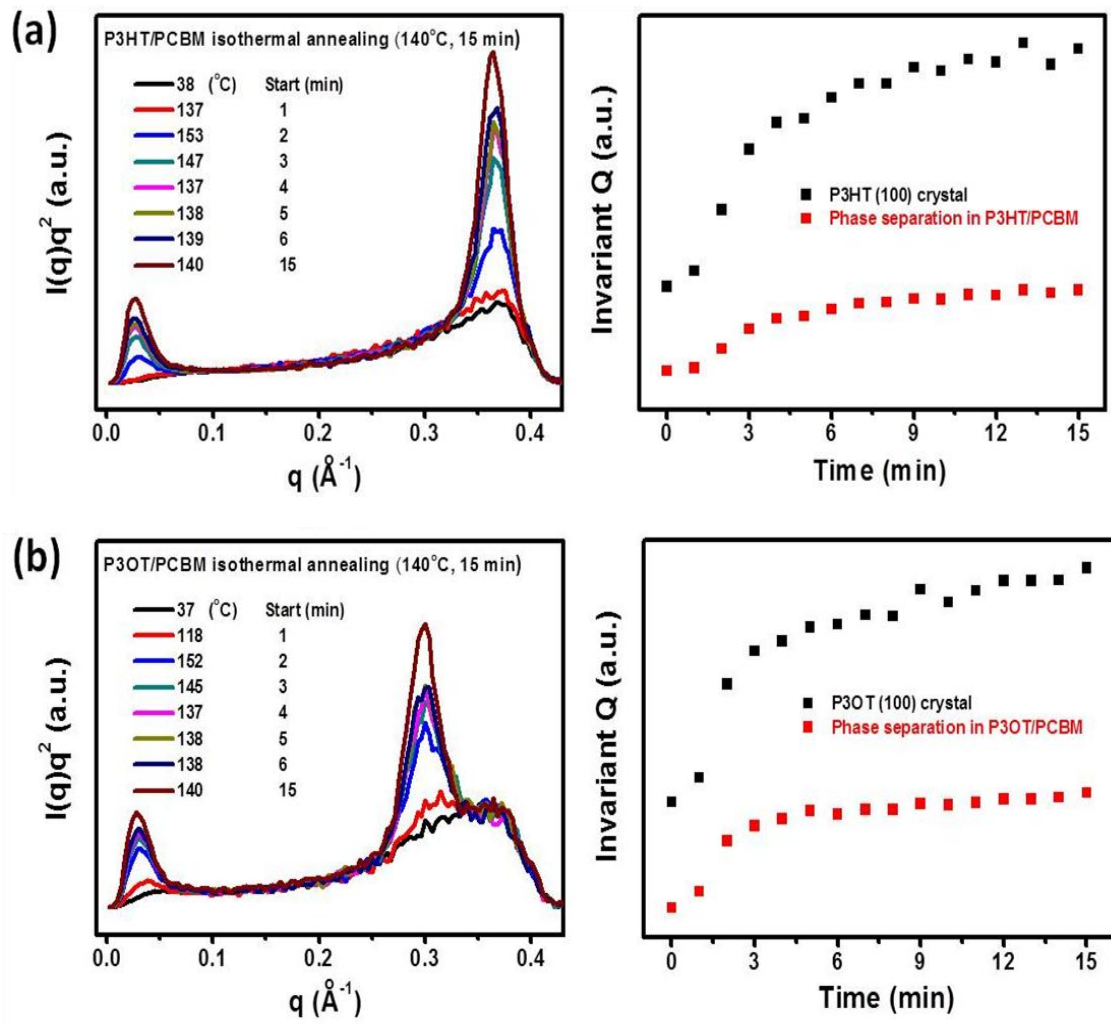 (a)
P3HT/PCBM isothermal annealing (140°C, 15 min)
38 (°C) Start (min)
137 1
153 2
147 3
137 4
138 5
139 6
140 15
I(q)q² (a.u.)
0.0 0.1 0.2 0.3 0.4
q (Å⁻¹)
Invariant Q (a.u.)
P3HT (100) crystal
Phase separation in P3HT/PCBM
0 3 6 9 12 15
Time (min)
(b)
P3OT/PCBM isothermal annealing (140°C, 15 min)
37 (°C) Start (min)
118 1
152 2
145 3
137 4
138 5
138 6
140 15
I(q)q² (a.u.)
0.0 0.1 0.2 0.3 0.4
q (Å⁻¹)
Invariant Q (a.u.)
P3OT (100) crystal
Phase separation in P3OT/PCBM
0 3 6 9 12 15
Time (min)